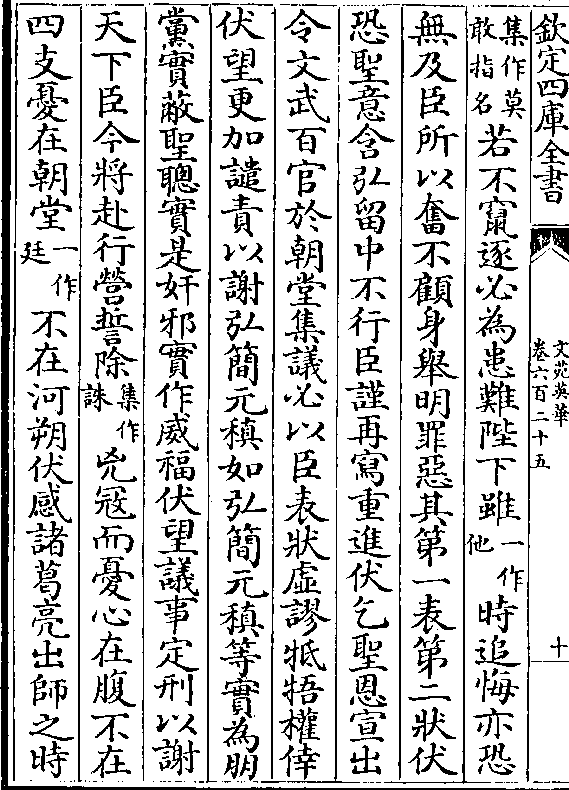 欽定四庫全書
文苑英華
卷六百二十五
十
集作莫敢指名若不竄逐必為患難陛下雖一作他時追悔亦恐
無及臣所以奮不顧身舉明罪惡其第一表第二狀伏
恐聖意含弘留中不行臣謹再寫重進伏乞聖恩宣出
令文武百官於朝堂集議必以臣表狀虛謬牴牾權倖
伏望更加譴責以謝弘簡元稹如弘簡元稹等實為朋
黨實蔽聖聰實是奸邪實作威福伏望議事定刑以謝
天下臣今將赴行營誓除集作誅兇冦而憂心在腹不在
四支憂在朝堂一作廷不在河朔伏感諸葛亮出師之時